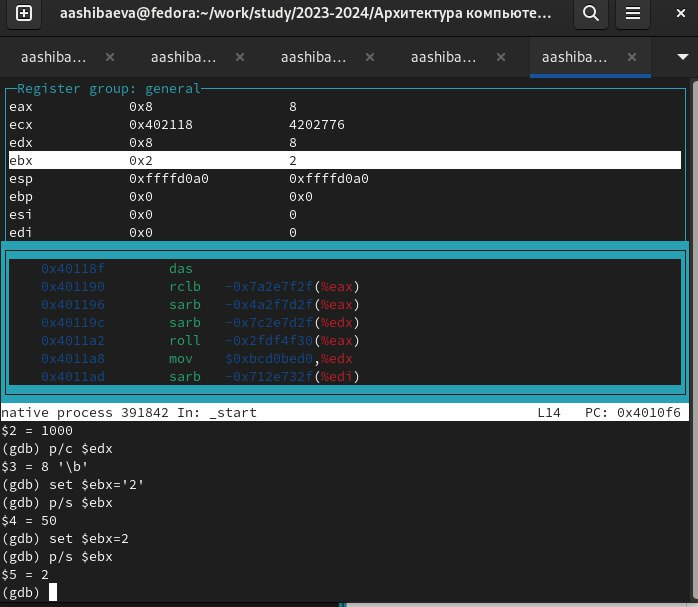 aashibaeva@fedora:~/work/study/2023-2024/Архитектура компьюте...
aashiba... aashiba... aashiba... aashiba... aashiba...
Register group: general
eax 0x8 8
ecx 0x402118 4202776
edx 0x8 8
ebx 0x2 2
esp 0xffffd0a0 0xffffd0a0
ebp 0x0 0x0
esi 0x0 0
edi 0x0 0
0x40118f das
0x401190 rclb -0x7a2e7f2f(%eax)
0x401196 sarb -0x4a2f7d2f(%eax)
0x40119c sarb -0x7c2e7d2f(%edx)
0x4011a2 roll -0x2fdf4f30(%eax)
0x4011a8 mov $0xbcd0bed0,%edx
0x4011ad sarb -0x712e732f(%edi)
native process 391842 In: _start L14 PC: 0x4010f6
$2 = 1000
(gdb) p/c $edx
$3 = 8 '\b'
(gdb) set $ebx='2'
(gdb) p/s $ebx
$4 = 50
(gdb) set $ebx=2
(gdb) p/s $ebx
$5 = 2
(gdb)